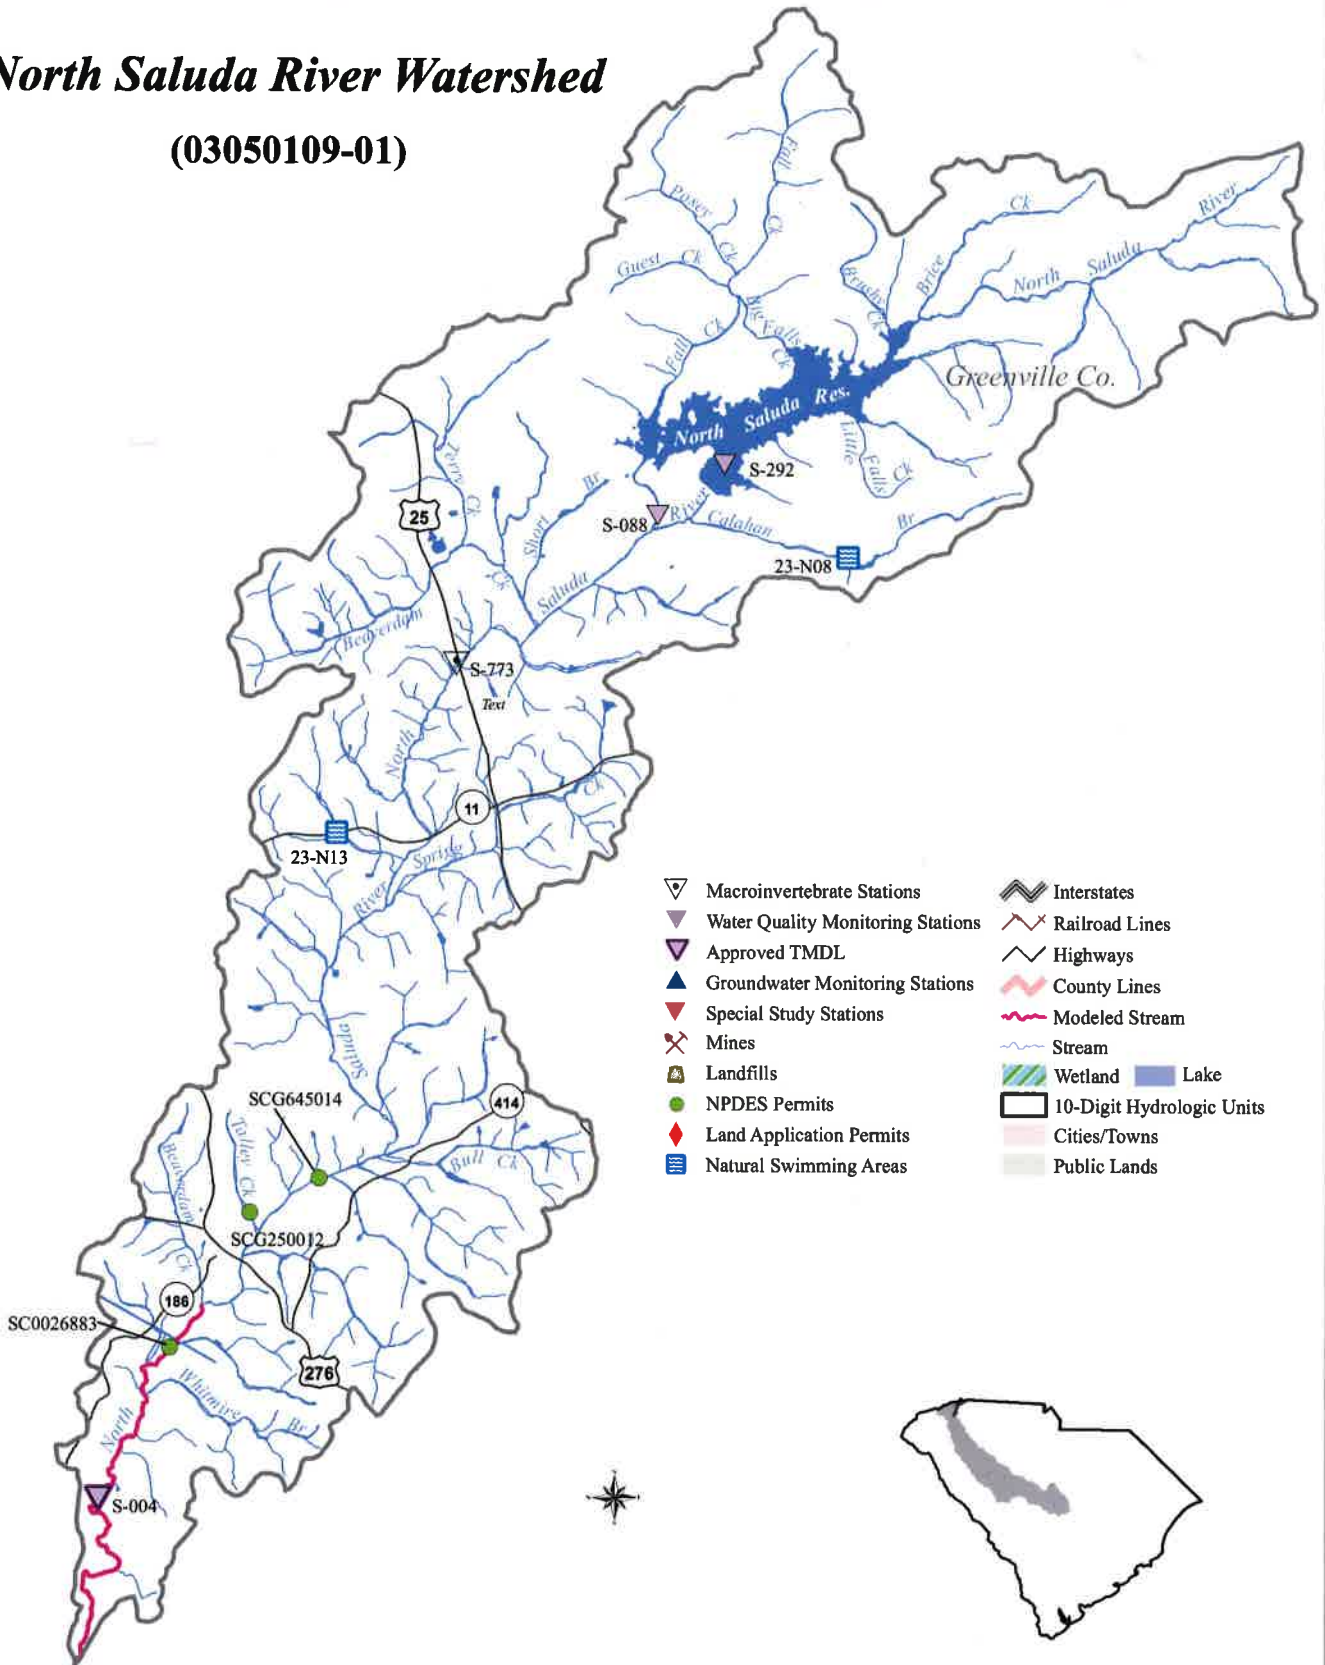 North Saluda River Watershed
(03050109-01)
Fall
Ck
Posey
Ck
Guest Ck
Brushy
Ck
Brice
Ck
North Saluda River
Big Falls
Ck
Fall Ck
Greenville Co.
North Saluda Res.
Little
Falls
Ck
S-292
Terry
Ck
25
Short Br
S-088
River
Calahan
Br
23-N08
Ck
Saluda
Beaverdam
S-773
Text
North
11
Ck
23-N13
Spring
River
Saluda
SCG645014
414
Talley
Ck
Beaverdam
Ck
Bull Ck
SCG250012
186
SC0026883
276
Whitmire
Br
North
S-004
Macroinvertebrate Stations
Water Quality Monitoring Stations
Approved TMDL
Groundwater Monitoring Stations
Special Study Stations
Mines
Landfills
NPDES Permits
Land Application Permits
Natural Swimming Areas
Interstates
Railroad Lines
Highways
County Lines
Modeled Stream
Stream
Wetland Lake
10-Digit Hydrologic Units
Cities/Towns
Public Lands